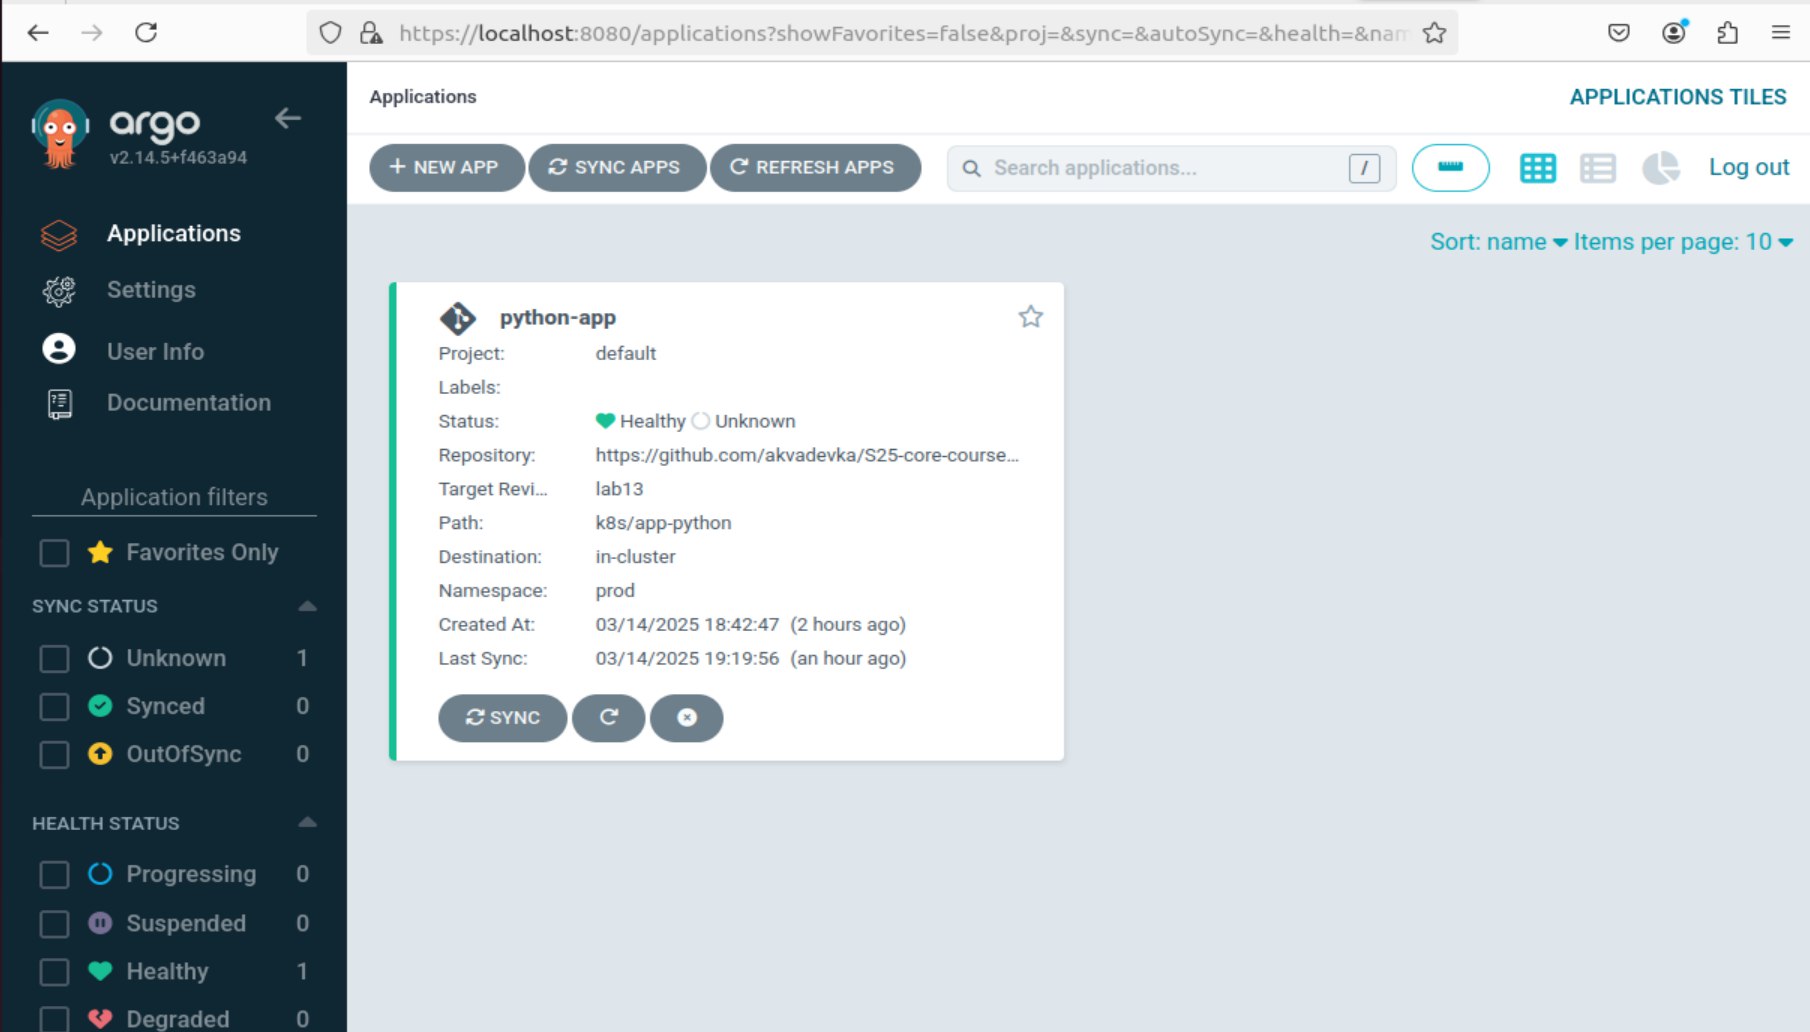 https://localhost:8080/applications?showFavorites=false&proj=&sync=&autoSync=&health=&nam
argo
v2.14.5+f463a94
Applications
Settings
User Info
Documentation
Application filters
Favorites Only
SYNC STATUS
Unknown 1
Synced 0
OutOfSync 0
HEALTH STATUS
Progressing 0
Suspended 0
Healthy 1
Degraded 0
Applications
APPLICATIONS TILES
+ NEW APP
SYNC APPS
REFRESH APPS
Search applications...
/
Log out
Sort: name Items per page: 10
python-app
Project: default
Labels:
Status: Healthy Unknown
Repository: https://github.com/akvadevka/S25-core-course...
Target Revi... lab13
Path: k8s/app-python
Destination: in-cluster
Namespace: prod
Created At: 03/14/2025 18:42:47 (2 hours ago)
Last Sync: 03/14/2025 19:19:56 (an hour ago)
SYNC